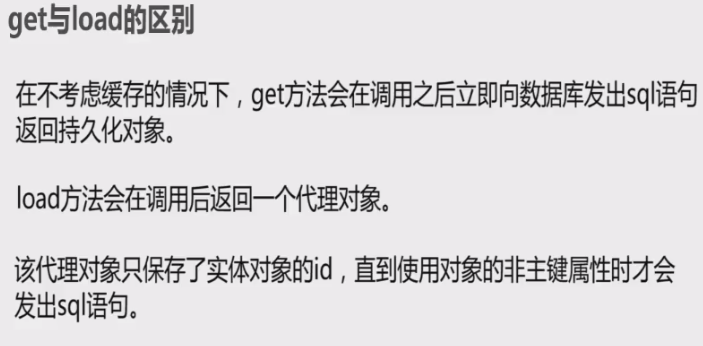 get与load的区别
在不考虑缓存的情况下，get方法会在调用之后立即向数据库发出sql语句
返回持久化对象。
load方法会在调用后返回一个代理对象。
该代理对象只保存了实体对象的id，直到使用对象的非主键属性时才会
发出sql语句。